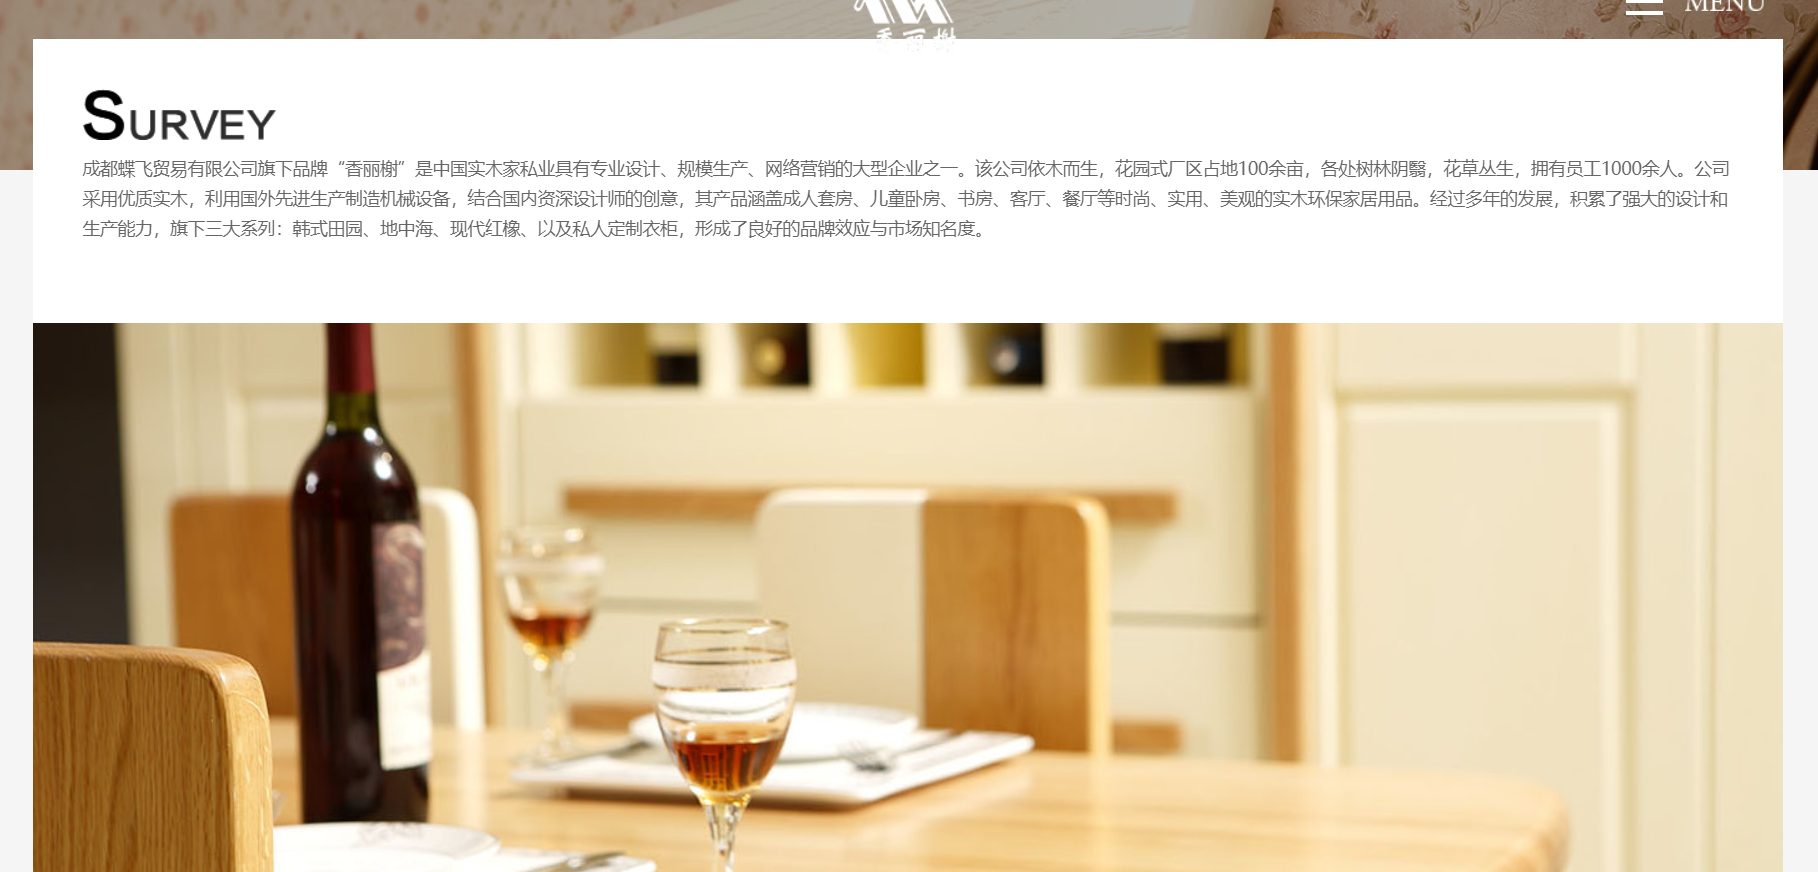 MENU
香丽榭
SURVEY
成都蝶飞贸易有限公司旗下品牌“香丽榭”是中国实木家私业具有专业设计、规模生产、网络营销的大型企业之一。该公司依木而生，花园式厂区占地100余亩，各处树林阴翳，花草丛生，拥有员工1000余人。公司
采用优质实木，利用国外先进生产制造机械设备，结合国内资深设计师的创意，其产品涵盖成人套房、儿童卧房、书房、客厅、餐厅等时尚、实用、美观的实木环保家居用品。经过多年的发展，积累了强大的设计和
生产能力，旗下三大系列：韩式田园、地中海、现代红橡、以及私人定制衣柜，形成了良好的品牌效应与市场知名度。